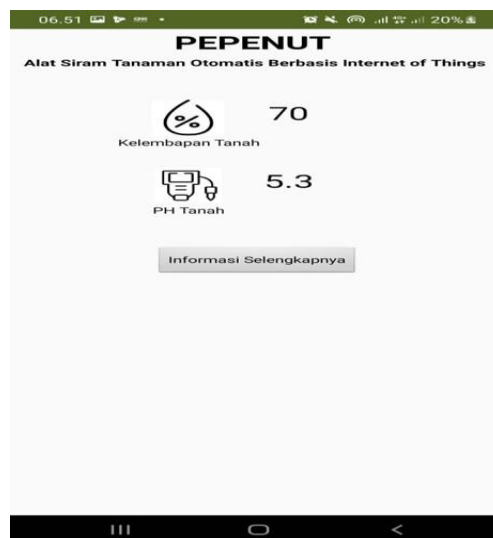 06.51 20%
PEPENUT
Alat Siram Tanaman Otomatis Berbasis Internet of Things
% 70
Kelembapan Tanah
5.3
PH Tanah
Informasi Selengkapnya